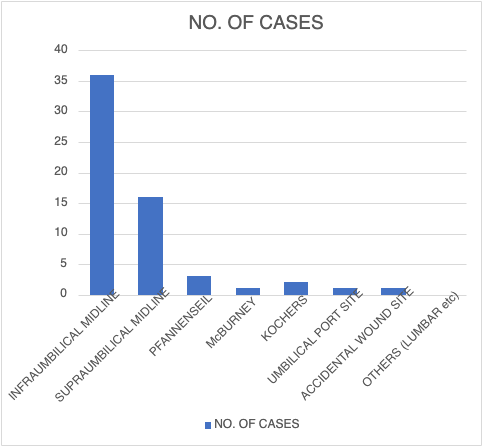 NO. OF CASES
40
35
30
25
20
15
10
5
0
INFRAUMBILICAL MIDLINE
SUPRAUMBILICAL MIDLINE
PFANNENSEIL
McBURNEY
KOCHERS
UMBILICAL PORT SITE
ACCIDENTAL WOUND SITE
OTHERS (LUMBAR etc)
NO. OF CASES